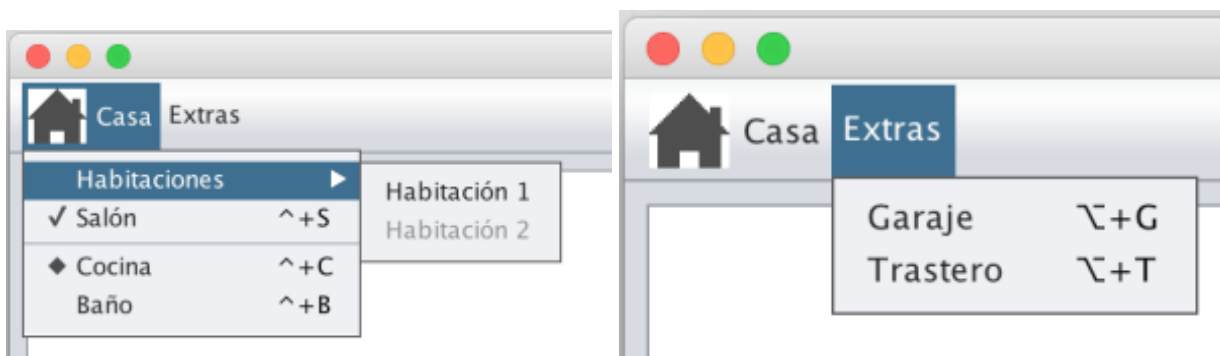 Casa Extras
Habitaciones
✓ Salón ^+S
◆ Cocina ^+C
Baño ^+B
Habitación 1
Habitación 2
Casa Extras
Garaje ⌥+G
Trastero ⌥+T